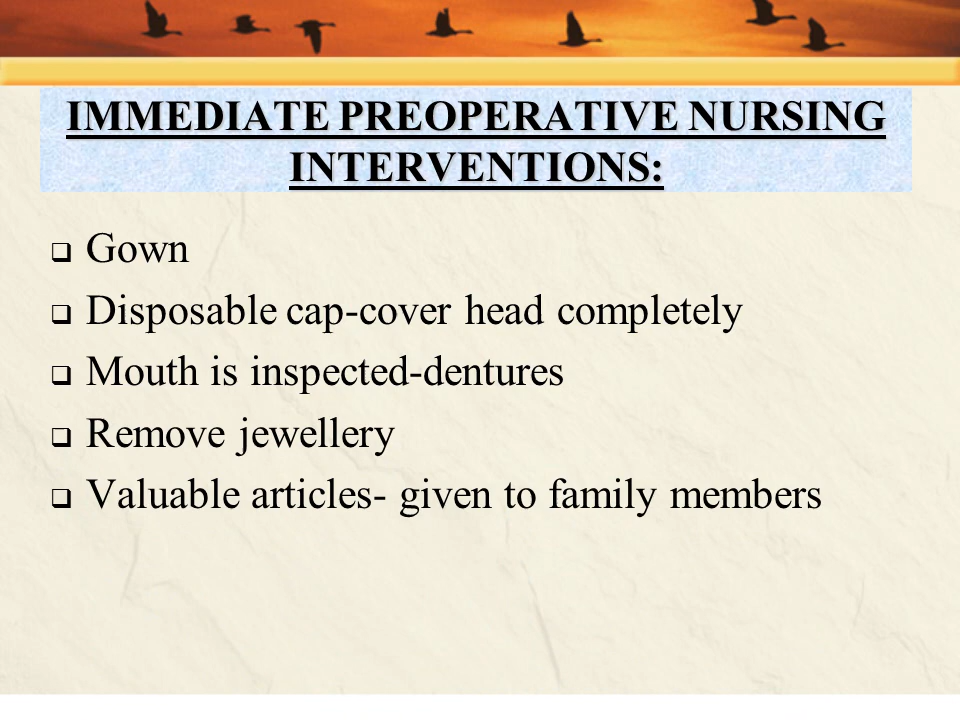 IMMEDIATE PREOPERATIVE NURSING
INTERVENTIONS:
Gown
Disposable cap-cover head completely
Mouth is inspected-dentures
Remove jewellery
Valuable articles- given to family members